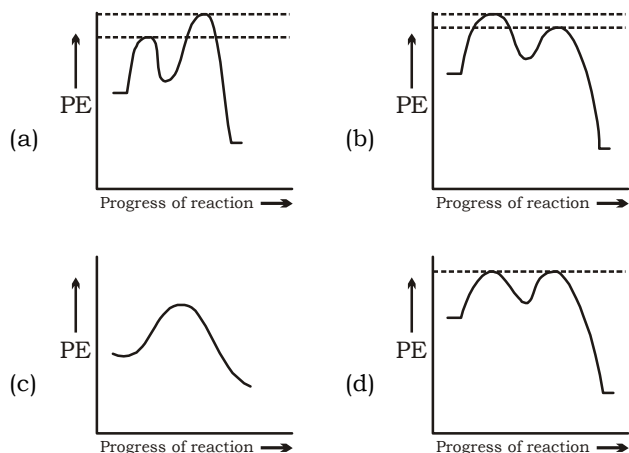 PE
(a)
Progress of reaction
PE
(b)
Progress of reaction
PE
(c)
Progress of reaction
PE
(d)
Progress of reaction